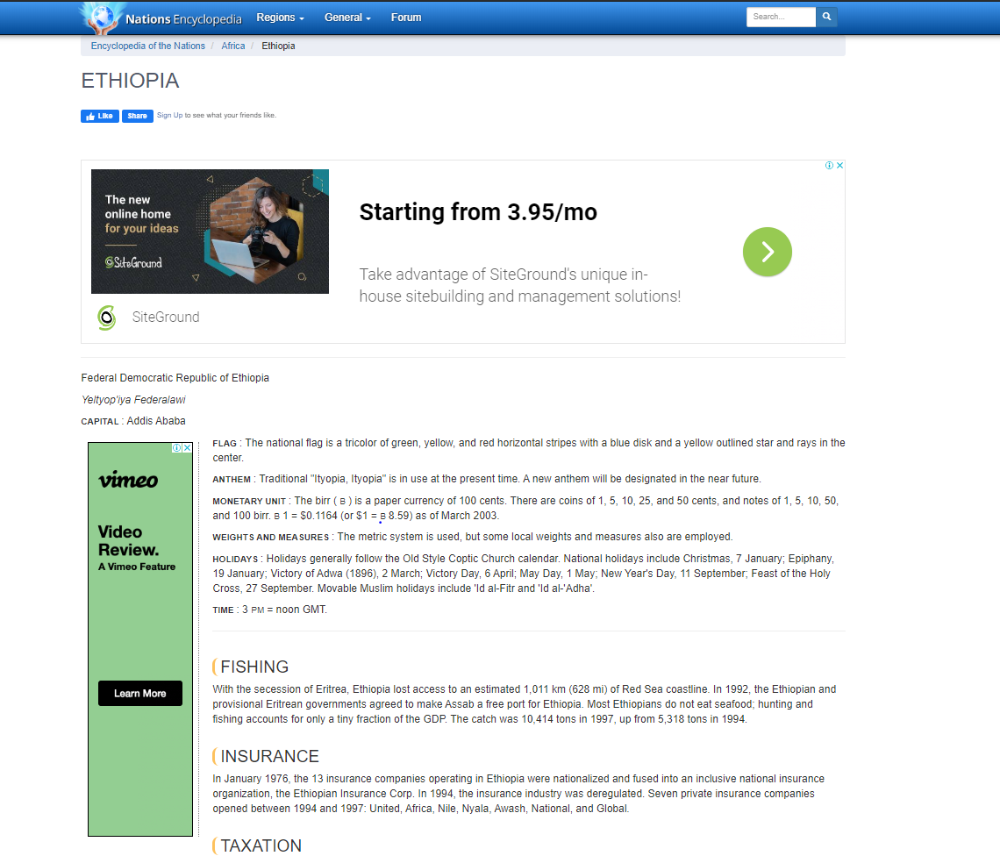 Nations Encyclopedia Regions General Forum Search...
Encyclopedia of the Nations / Africa / Ethiopia
ETHIOPIA
Like Share Sign Up to see what your friends like.
The new
online home
for your ideas
SiteGround
SiteGround
Starting from 3.95/mo
Take advantage of SiteGround's unique in-
house sitebuilding and management solutions!
Federal Democratic Republic of Ethiopia
YeItyop'iya Federalawi
CAPITAL : Addis Ababa
vimeo
Video
Review.
A Vimeo Feature
Learn More
FLAG : The national flag is a tricolor of green, yellow, and red horizontal stripes with a blue disk and a yellow outlined star and rays in the
center.
ANTHEM : Traditional "Ityopia, Ityopia" is in use at the present time. A new anthem will be designated in the near future.
MONETARY UNIT : The birr ( B ) is a paper currency of 100 cents. There are coins of 1, 5, 10, 25, and 50 cents, and notes of 1, 5, 10, 50,
and 100 birr. B 1 = $0.1164 (or $1 = B 8.59) as of March 2003.
WEIGHTS AND MEASURES : The metric system is used, but some local weights and measures also are employed.
HOLIDAYS : Holidays generally follow the Old Style Coptic Church calendar. National holidays include Christmas, 7 January; Epiphany,
19 January; Victory of Adwa (1896), 2 March; Victory Day, 6 April; May Day, 1 May; New Year's Day, 11 September; Feast of the Holy
Cross, 27 September. Movable Muslim holidays include 'Id al-Fitr and 'Id al-'Adha'.
TIME : 3 PM = noon GMT.
FISHING
With the secession of Eritrea, Ethiopia lost access to an estimated 1,011 km (628 mi) of Red Sea coastline. In 1992, the Ethiopian and
provisional Eritrean governments agreed to make Assab a free port for Ethiopia. Most Ethiopians do not eat seafood; hunting and
fishing accounts for only a tiny fraction of the GDP. The catch was 10,414 tons in 1997, up from 5,318 tons in 1994.
INSURANCE
In January 1976, the 13 insurance companies operating in Ethiopia were nationalized and fused into an inclusive national insurance
organization, the Ethiopian Insurance Corp. In 1994, the insurance industry was deregulated. Seven private insurance companies
opened between 1994 and 1997: United, Africa, Nile, Nyala, Awash, National, and Global.
TAXATION